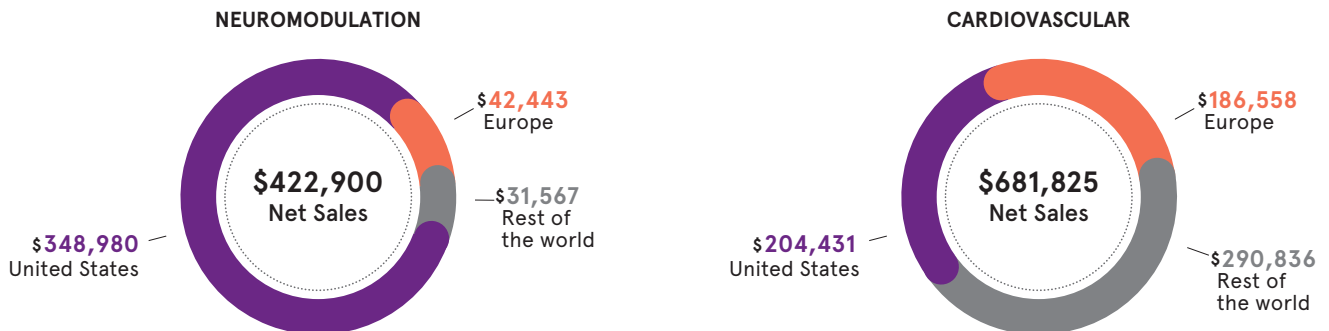 NEUROMODULATION
$42,443
Europe
$422,900
Net Sales
$31,567
Rest of
the world
$348,980
United States
CARDIOVASCULAR
$186,558
Europe
$681,825
Net Sales
$204,431
United States
$290,836
Rest of
the world